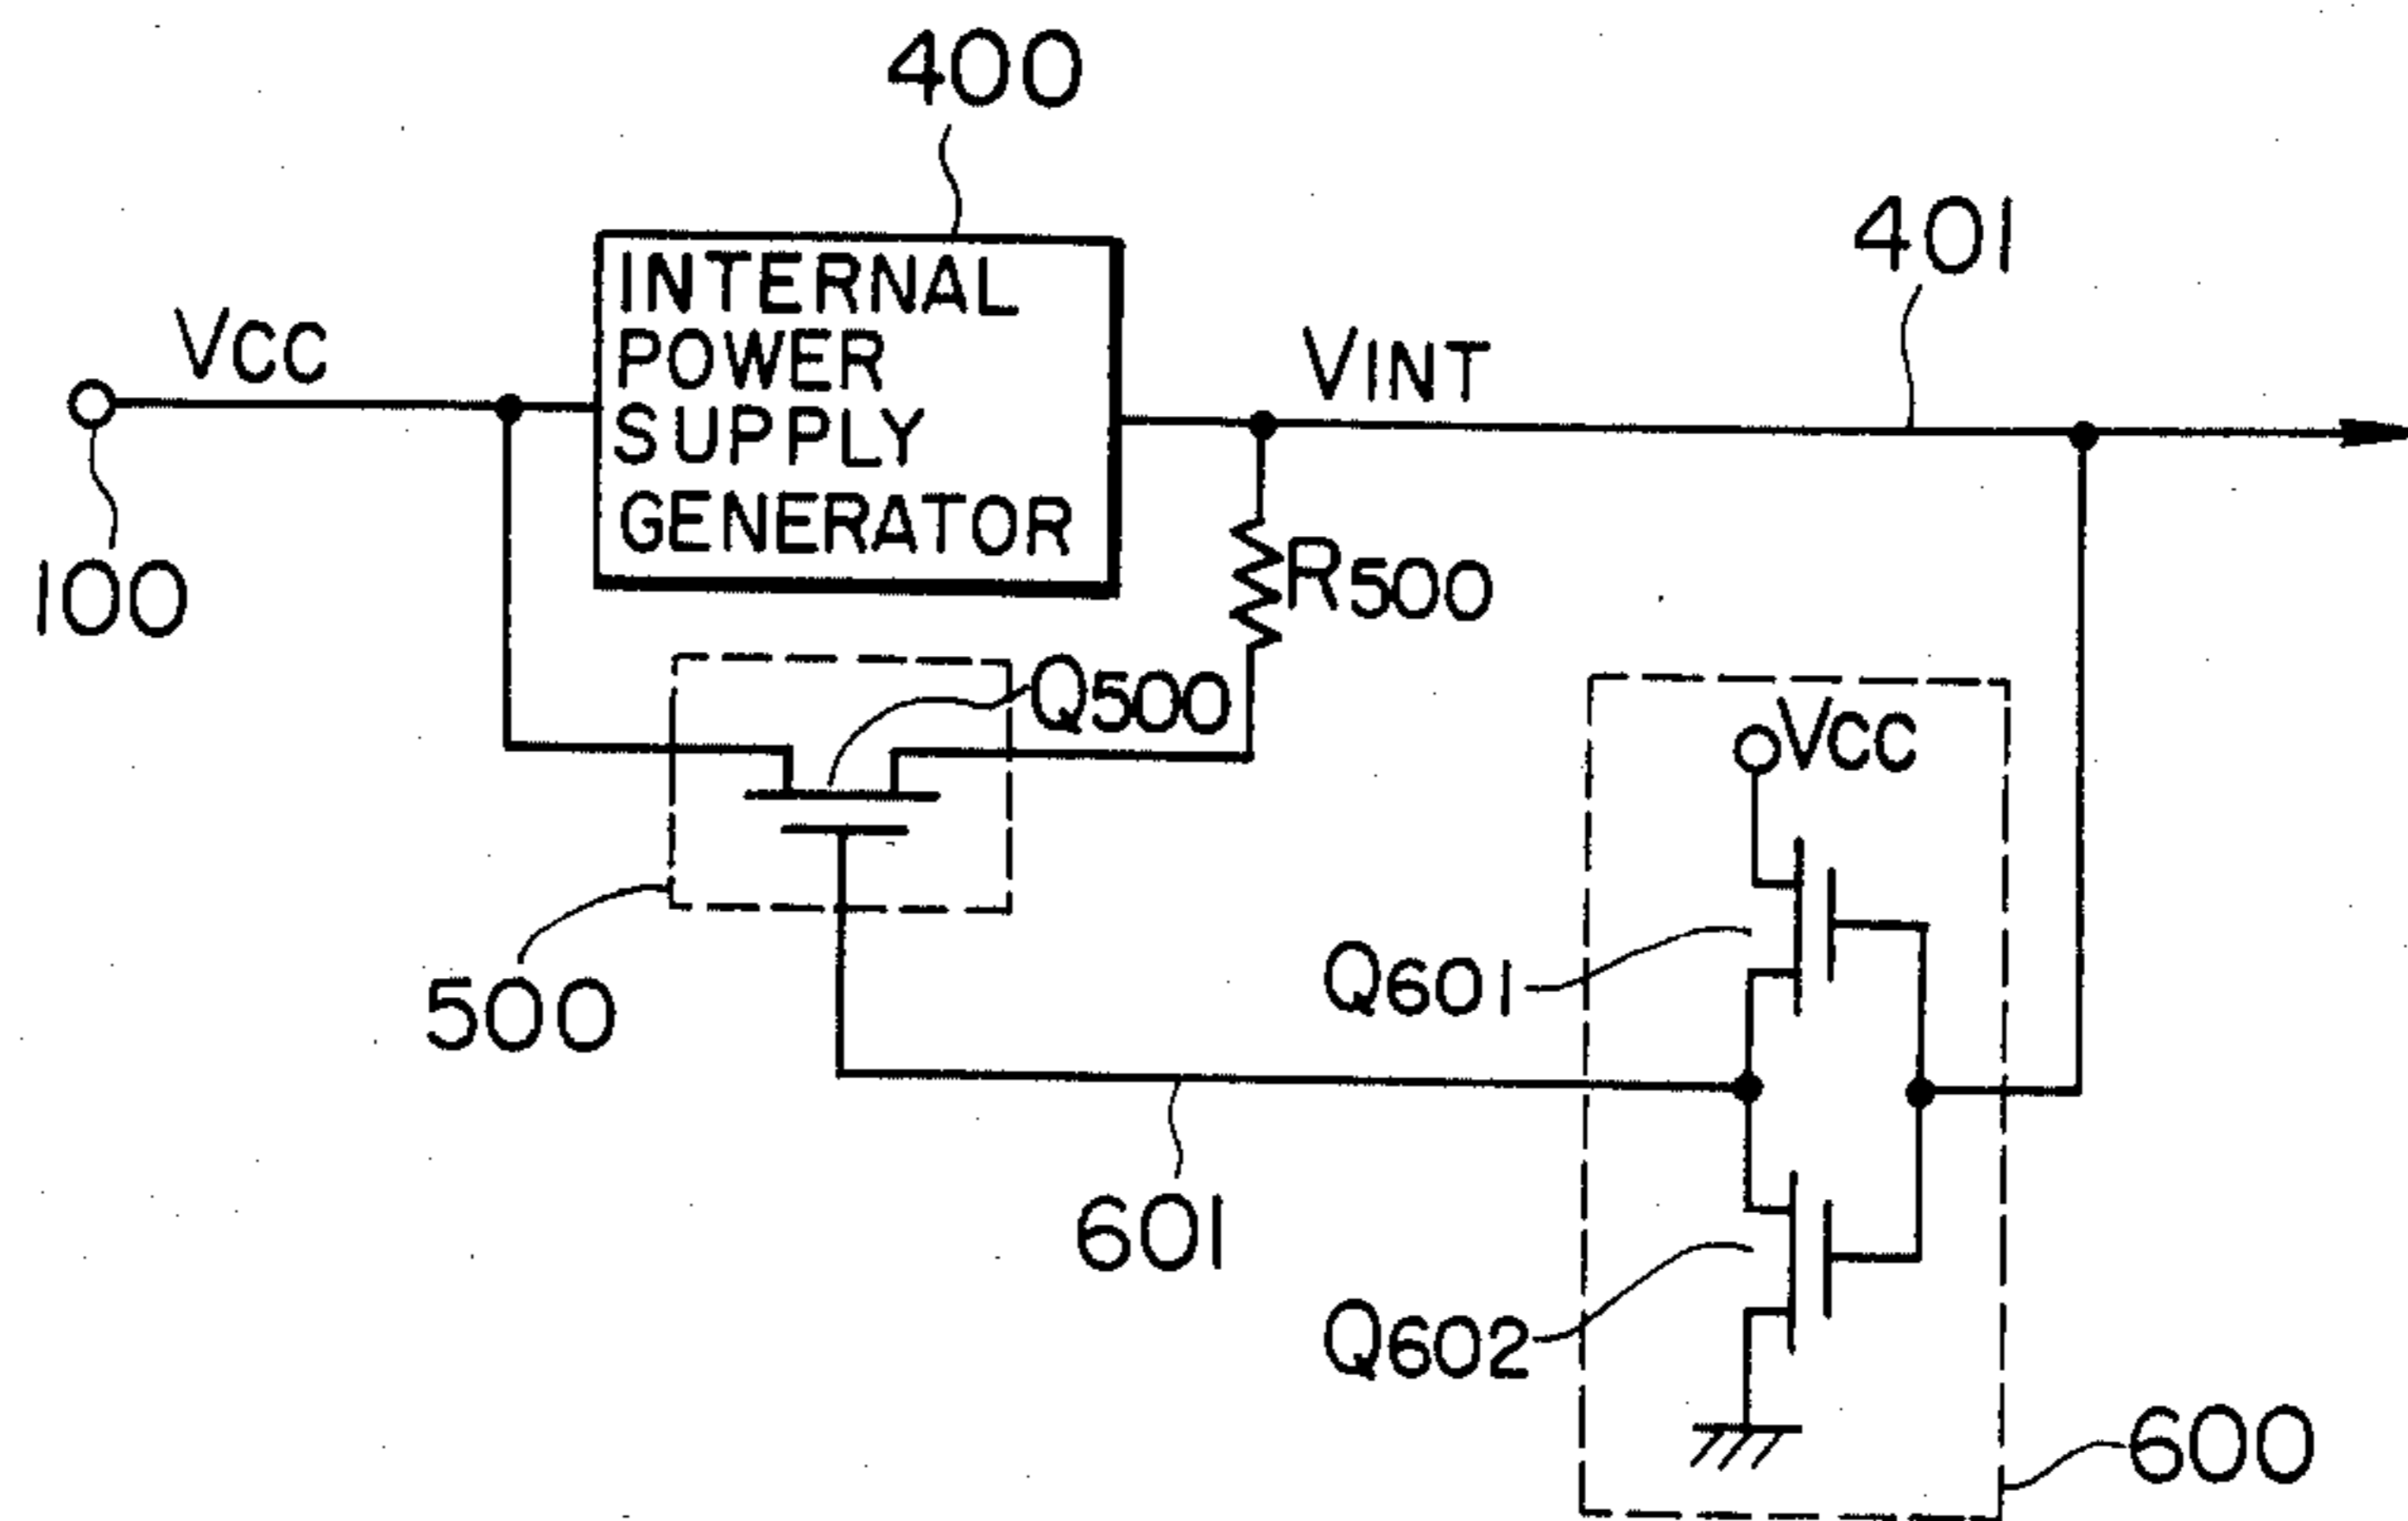 400
401
VCC
INTERNAL
POWER
SUPPLY
GENERATOR
VINT
100
R500
Q500
VCC
500
Q601
601
Q602
600